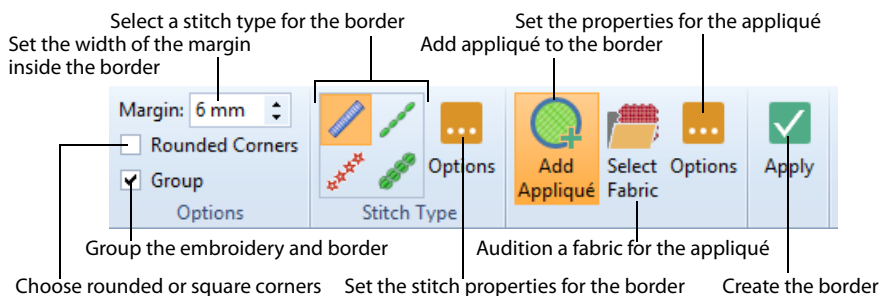 Select a stitch type for the border
Set the properties for the appliqué
Set the width of the margin
inside the border
Add appliqué to the border
Margin: 6 mm
Rounded Corners
Group
Options
Options
Stitch Type
Add
Appliqué
Select
Fabric
Options
Apply
Group the embroidery and border
Audition a fabric for the appliqué
Choose rounded or square corners
Set the stitch properties for the border
Create the border